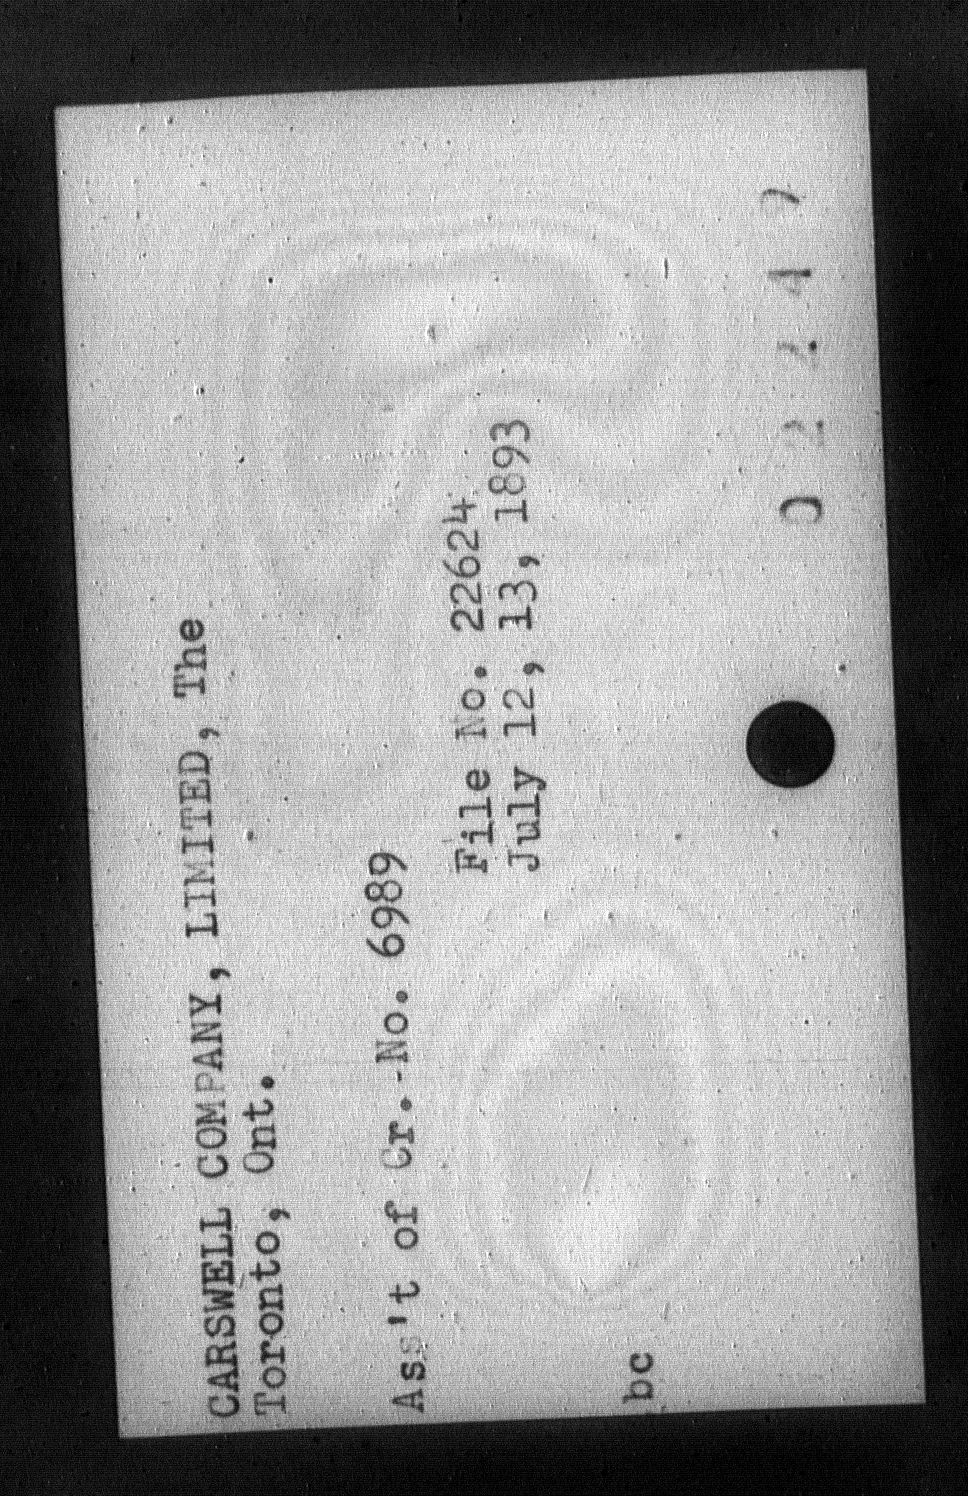 CARSWELL COMPANY, LIMITED, The
Toronto, Ont.
Ass't of Cr.-No. 6989
File No. 22624
July 12, 13, 1893
bc